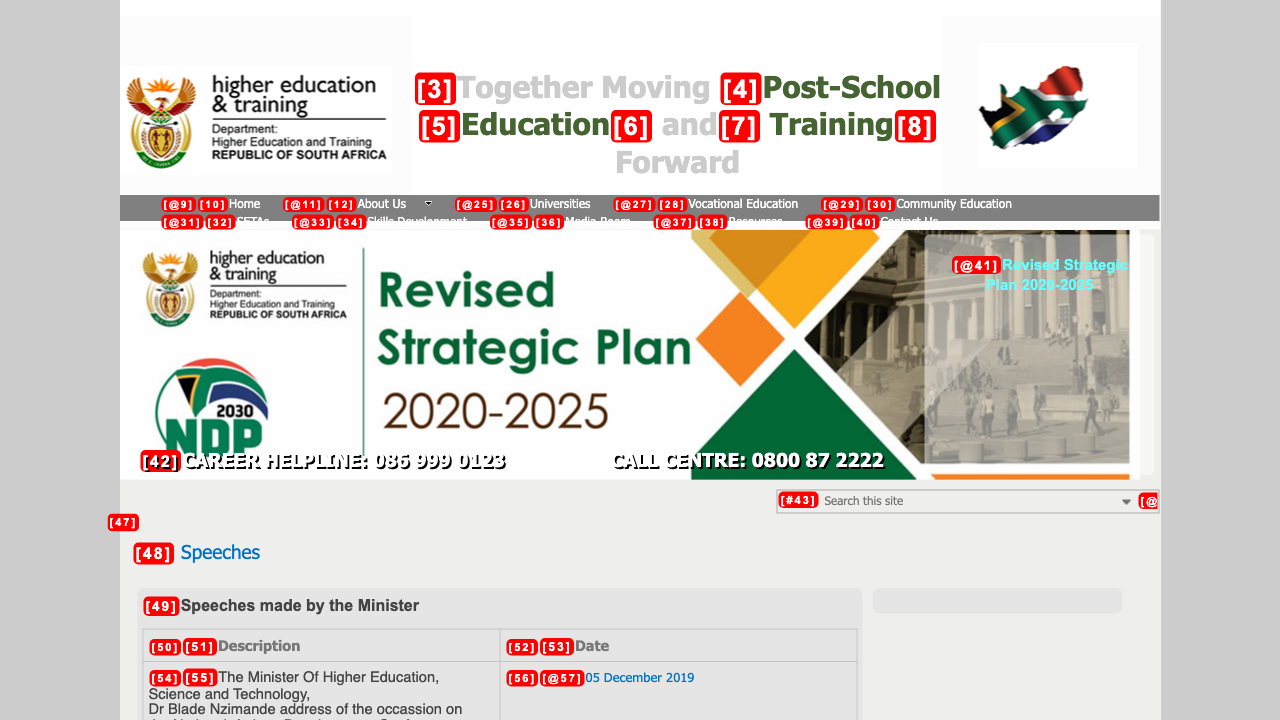 higher education
& training
Department:
Higher Education and Training
REPUBLIC OF SOUTH AFRICA
[3]Together Moving [4]Post-School
[5]Education[6] and[7] Training[8]
Forward
[@9] [10]Home [@11] [12]About Us [@25] [26]Universities [@27] [28]Vocational Education [@29] [30]Community Education
[@31] [32]SETAs [@33] [34]Skills Development [@35] [36]Media Room [@37] [38]Resources [@39] [40]Contact Us
higher education
& training
Department:
Higher Education and Training
REPUBLIC OF SOUTH AFRICA
2030
NDP
Revised
Strategic Plan
2020-2025
[@41]Revised Strategic
Plan 2020-2025
[42]CAREER HELPLINE: 086 999 0123 CALL CENTRE: 0800 87 2222
[#43] Search this site [@
[47]
[48] Speeches
[49]Speeches made by the Minister
[50] [51]Description [52] [53]Date
[54] [55]The Minister Of Higher Education,
Science and Technology,
Dr Blade Nzimande address of the occassion on
[56] [@57]05 December 2019